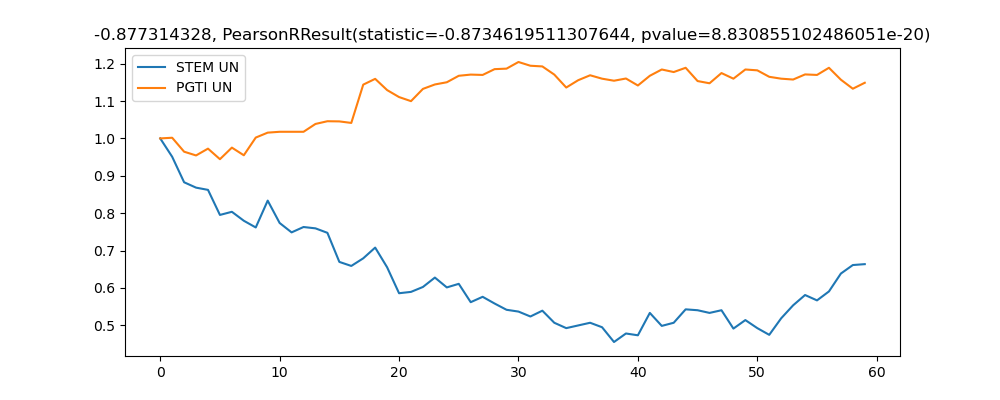 -0.877314328, PearsonRResult(statistic=-0.8734619511307644, pvalue=8.830855102486051e-20)
STEM UN
PGTI UN
1.2
1.1
1.0
0.9
0.8
0.7
0.6
0.5
0 10 20 30 40 50 60